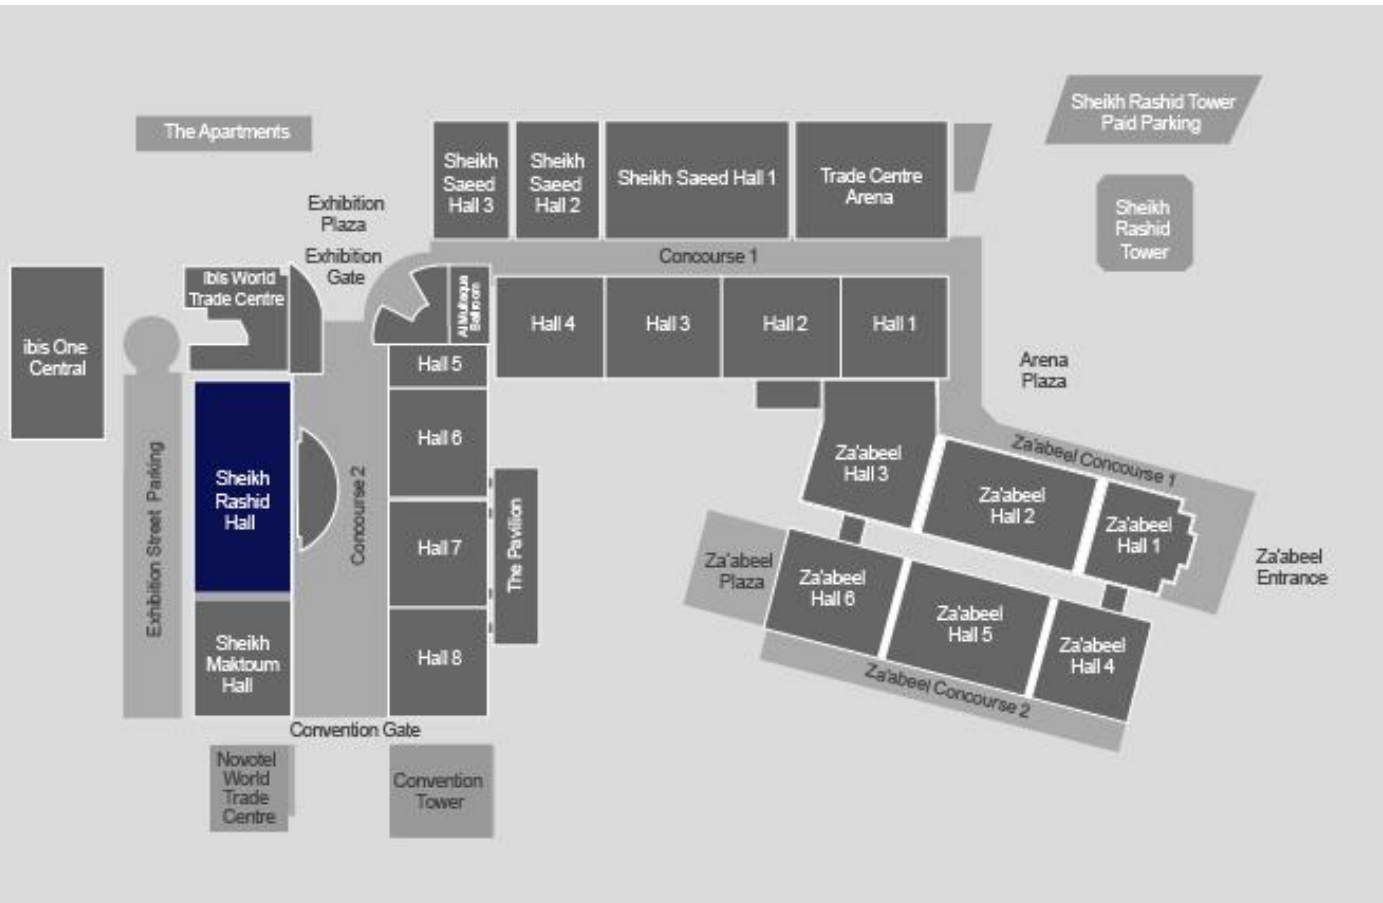 Sheikh Rashid Tower
Paid Parking
The Apartments
Sheikh
Saeed
Hall 3
Sheikh
Saeed
Hall 2
Sheikh Saeed Hall 1
Trade Centre
Arena
Sheikh
Rashid
Tower
Exhibition
Plaza
Exhibition
Gate
Concourse 1
Ibis World
Trade Centre
Al Multaqua
Ballroom
Hall 4
Hall 3
Hall 2
Hall 1
ibis One
Central
Hall 5
Arena
Plaza
Hall 6
Za'abeel
Hall 3
Za'abeel Concourse 1
Sheikh
Rashid
Hall
Exhibition Street Parking
Concourse 2
Hall 7
The Pavilion
Za'abeel
Hall 2
Za'abeel
Hall 1
Za'abeel
Plaza
Za'abeel
Hall 6
Za'abeel
Entrance
Za'abeel
Hall 5
Za'abeel
Hall 4
Sheikh
Maktoum
Hall
Hall 8
Za'abeel Concourse 2
Convention Gate
Novotel
World
Trade
Centre
Convention
Tower